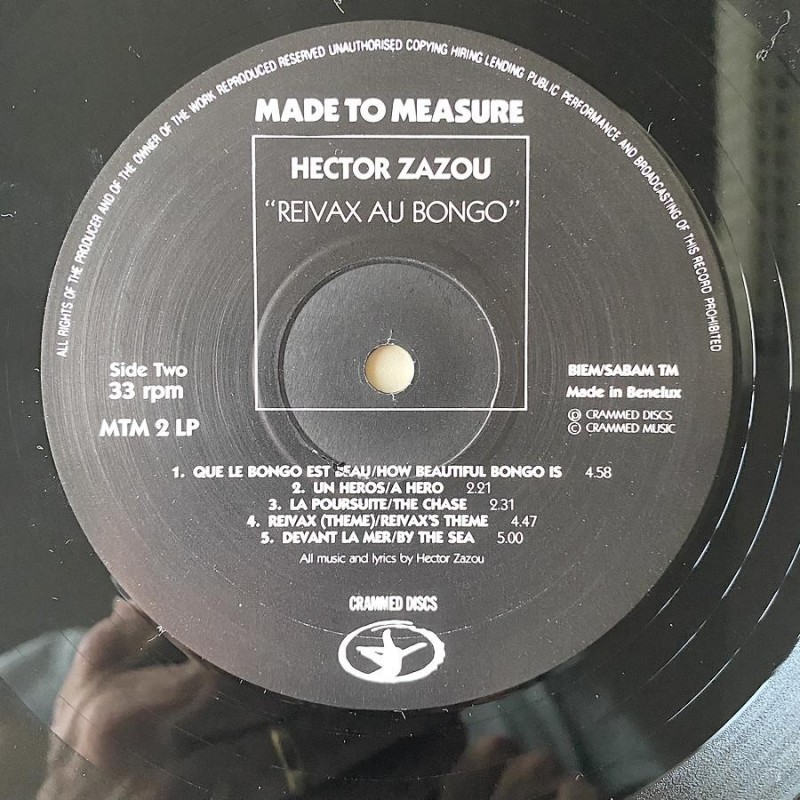 ALL RIGHTS OF THE PRODUCER AND OF THE OWNER OF THE WORK REPRODUCED RESERVED UNAUTHORISED COPYING HIRING LENDING PUBLIC PERFORMANCE AND BROADCASTING OF THIS RECORD PROHIBITED
MADE TO MEASURE
HECTOR ZAZOU
"REIVAX AU BONGO"
Side Two
33 rpm
MTM 2 LP
BIEM/SABAM TM
Made in Benelux
℗ CRAMMED DISCS
© CRAMMED MUSIC
1. QUE LE BONGO EST BEAU/HOW BEAUTIFUL BONGO IS 4.58
2. UN HEROS/A HERO 2.21
3. LA POURSUITE/THE CHASE 2.31
4. REIVAX (THEME)/REIVAX'S THEME 4.47
5. DEVANT LA MER/BY THE SEA 5.00
All music and lyrics by Hector Zazou
CRAMMED DISCS